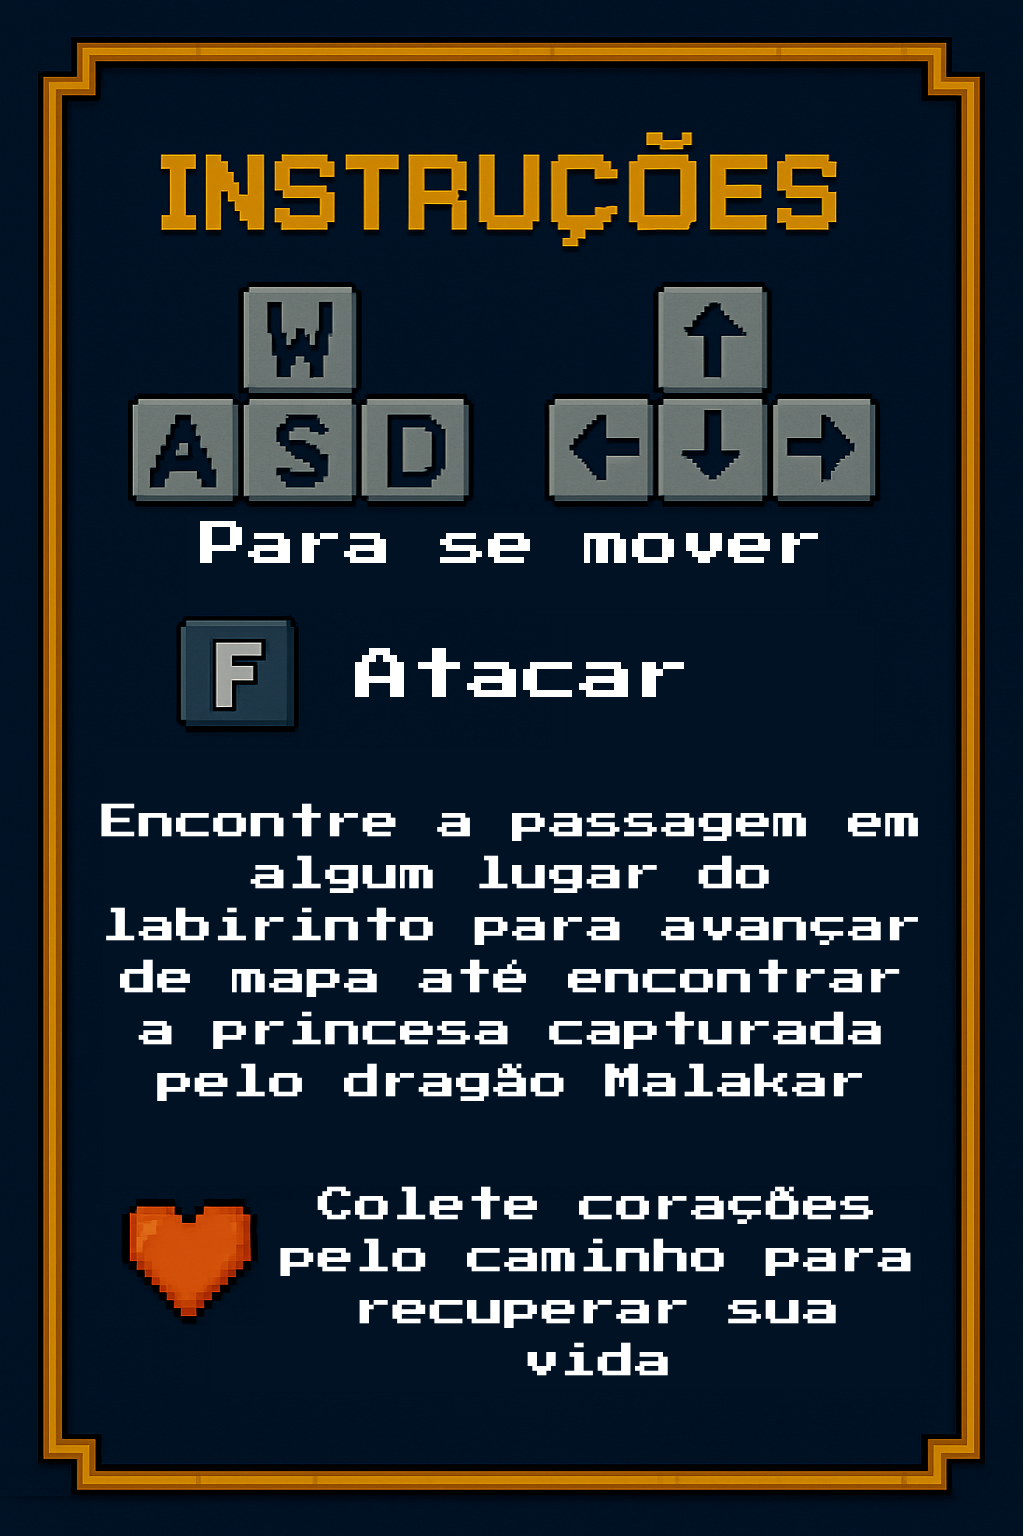 INSTRUÇÕES
W ↑
A S D ← ↓ →
Para se mover
F Atacar
Encontre a passagem em
algum lugar do
labirinto para avançar
de mapa até encontrar
a princesa capturada
pelo dragão Malakar
Colete corações
pelo caminho para
recuperar sua
vida